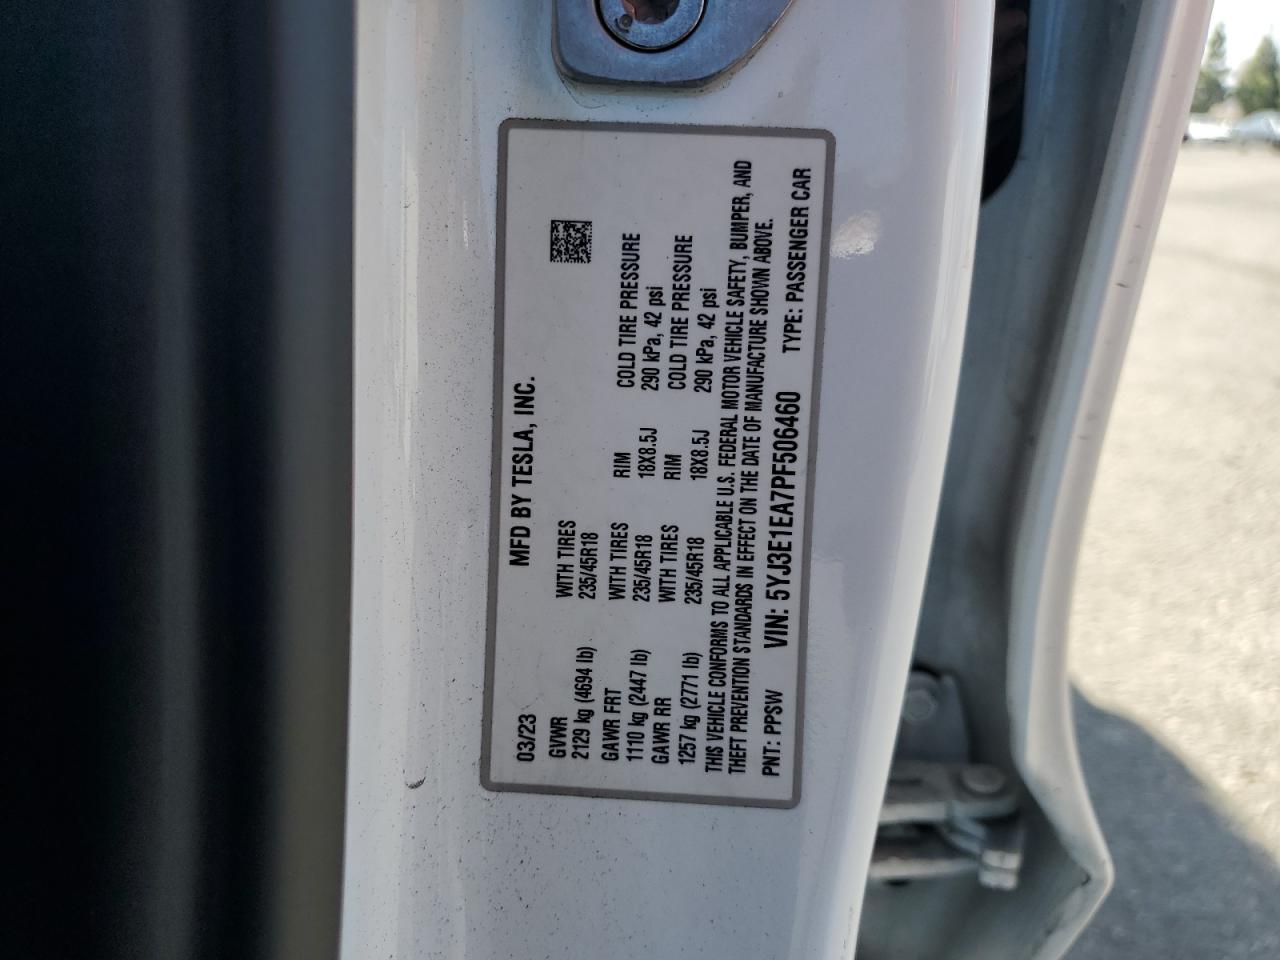 03/23 MFD BY TESLA, INC.
GVWR WITH TIRES
2129 kg (4694 lb) 235/45R18
GAWR FRT WITH TIRES RIM COLD TIRE PRESSURE
1110 kg (2447 lb) 235/45R18 18X8.5J 290 kPa, 42 psi
GAWR RR WITH TIRES RIM COLD TIRE PRESSURE
1257 kg (2771 lb) 235/45R18 18X8.5J 290 kPa, 42 psi
THIS VEHICLE CONFORMS TO ALL APPLICABLE U.S. FEDERAL MOTOR VEHICLE SAFETY, BUMPER, AND
THEFT PREVENTION STANDARDS IN EFFECT ON THE DATE OF MANUFACTURE SHOWN ABOVE.
PNT: PPSW VIN: 5YJ3E1EA7PF506460 TYPE: PASSENGER CAR